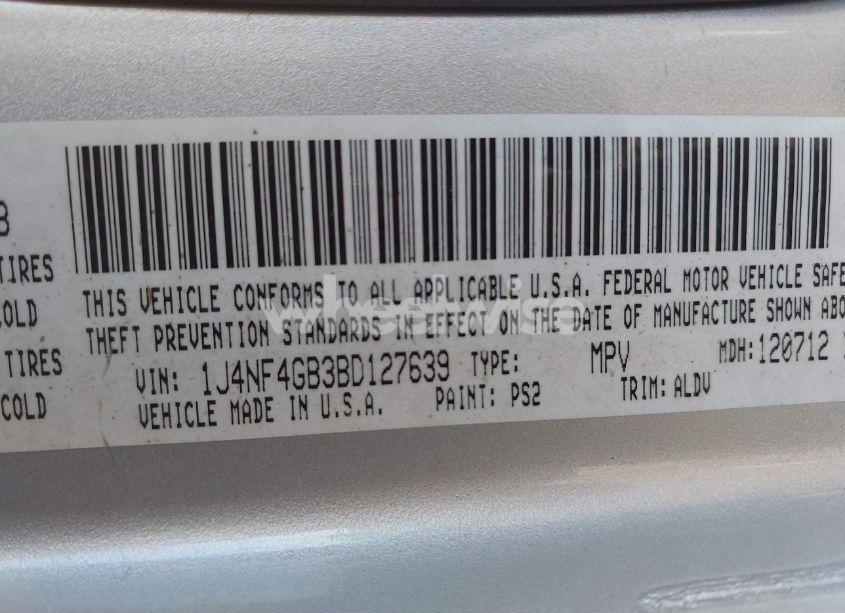 3
TIRES
COLD
TIRES
COLD
THIS VEHICLE CONFORMS TO ALL APPLICABLE U.S.A. FEDERAL MOTOR VEHICLE SAFE
THEFT PREVENTION STANDARDS IN EFFECT ON THE DATE OF MANUFACTURE SHOWN ABO
VIN: 1J4NF4GB3BD127639 TYPE: MPV MDH:120712
VEHICLE MADE IN U.S.A. PAINT: PS2 TRIM: ALDV
wheelwise